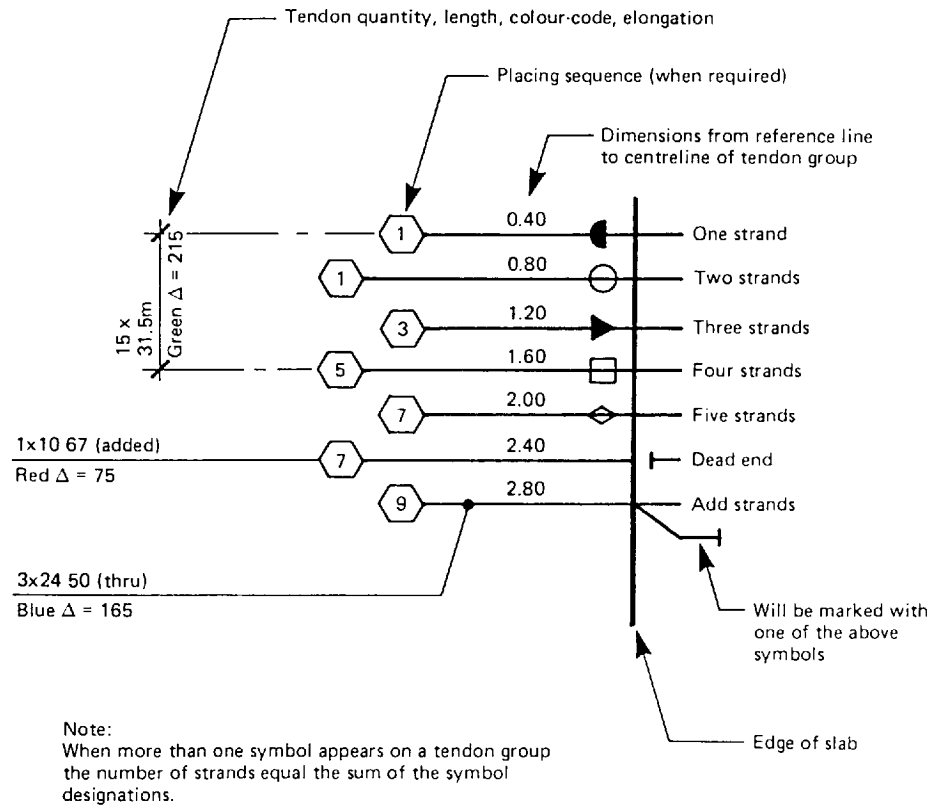 Tendon quantity, length, colour-code, elongation
Placing sequence (when required)
Dimensions from reference line
to centreline of tendon group
1 0.40 One strand
1 0.80 Two strands
3 1.20 Three strands
5 1.60 Four strands
7 2.00 Five strands
7 2.40 Dead end
9 2.80 Add strands
15 x
31.5m
Green Δ = 215
1x10 67 (added)
Red Δ = 75
3x24 50 (thru)
Blue Δ = 165
Will be marked with
one of the above
symbols
Edge of slab
Note:
When more than one symbol appears on a tendon group
the number of strands equal the sum of the symbol
designations.